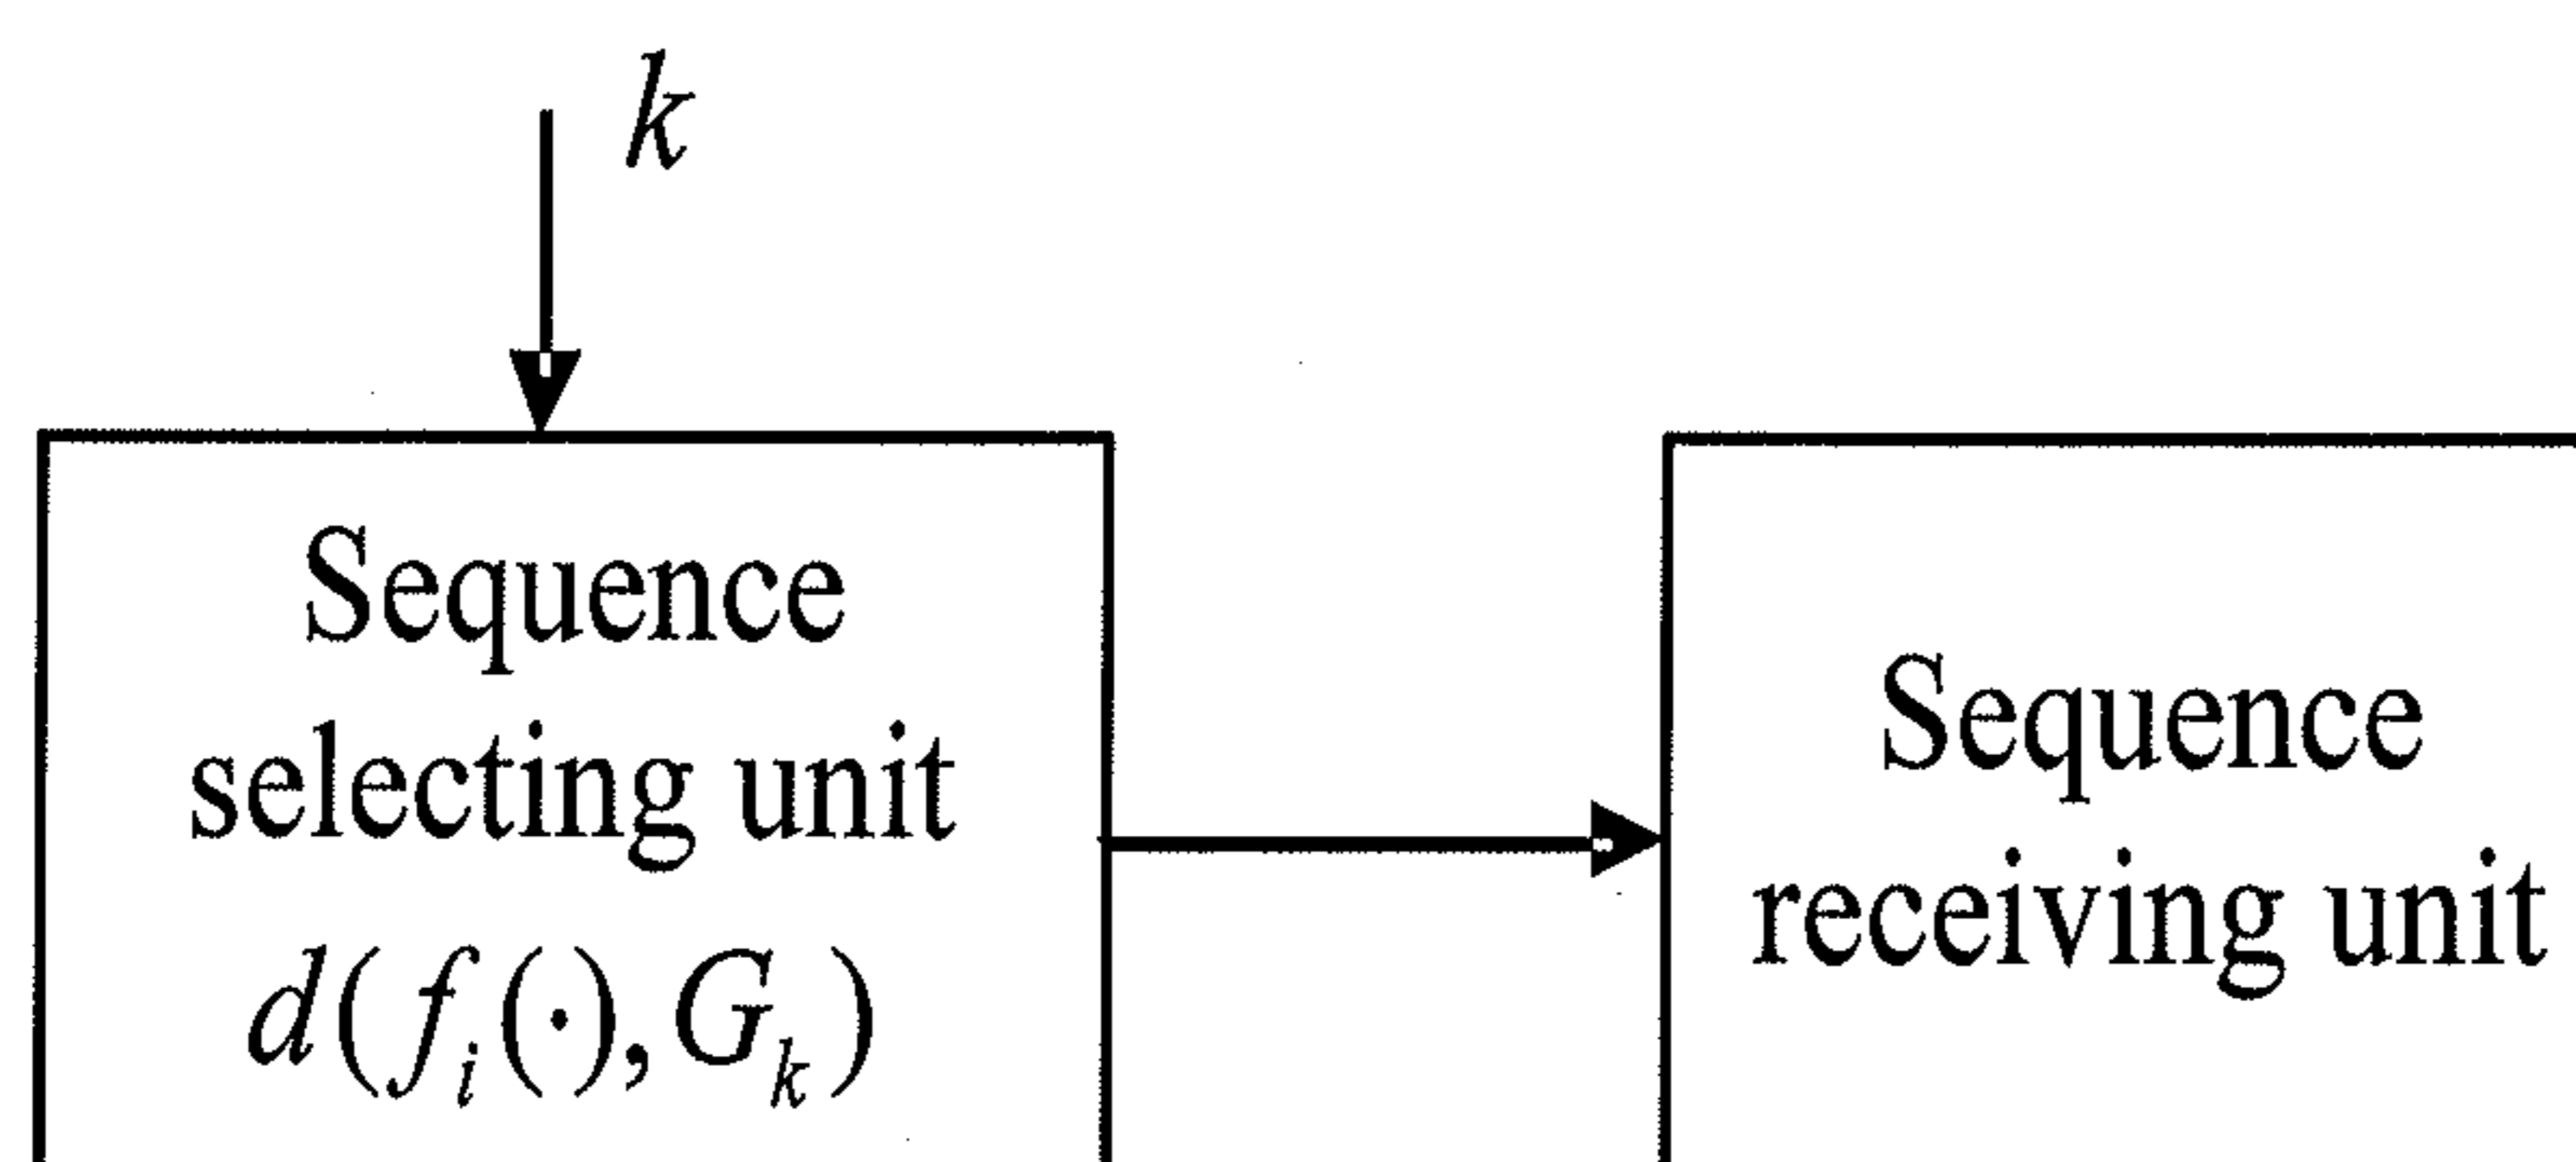 k
Sequence
selecting unit
d(f_i(·), G_k)
Sequence
receiving unit